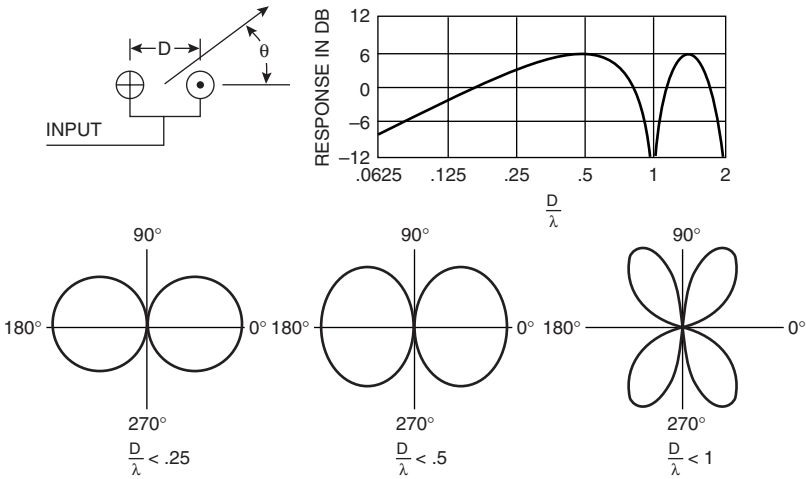 D
θ
INPUT
RESPONSE IN DB
12
6
0
–6
–12
.0625 .125 .25 .5 1 2
D
λ
90°
180° 0°
270°
D/λ < .25
90°
180° 0°
270°
D/λ < .5
90°
180° 0°
270°
D/λ < 1